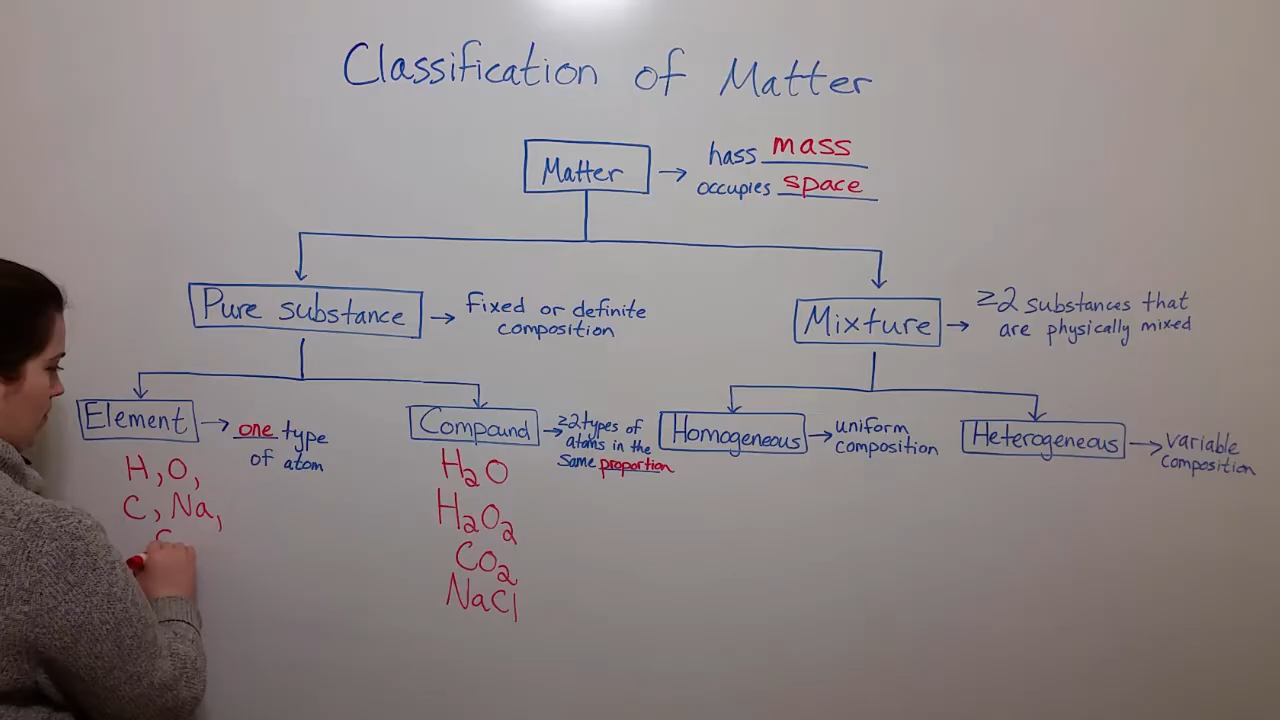 Classification of Matter
Matter → hass mass
occupies space
Pure substance → fixed or definite
composition
Mixture → ≥2 substances that
are physically mixed
Element → one type
of atom
H, O,
C, Na,
Compound → ≥2 types of
atoms in the
same proportion
H₂O
H₂O₂
CO₂
NaCl
Homogeneous → uniform
composition
Heterogeneous → variable
composition